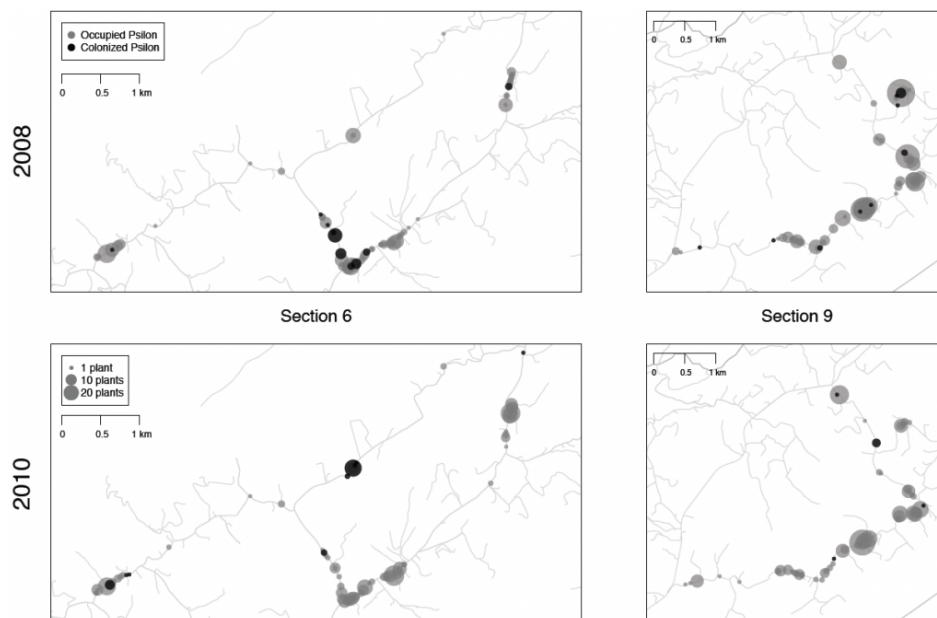 2008
Occupied Psilon
Colonized Psilon
0 0.5 1 km
0 0.5 1 km
Section 6
Section 9
2010
1 plant
10 plants
20 plants
0 0.5 1 km
0 0.5 1 km